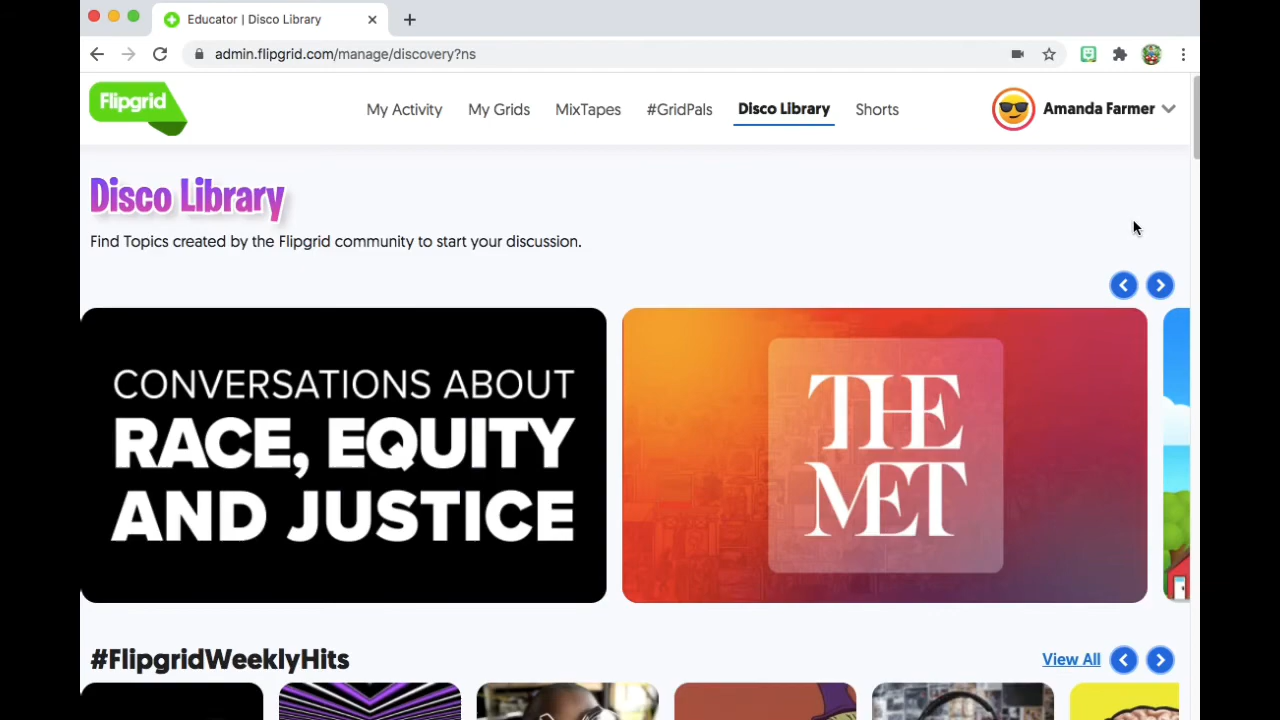 Educator | Disco Library
admin.flipgrid.com/manage/discovery?ns
Flipgrid
My Activity
My Grids
MixTapes
#GridPals
Disco Library
Shorts
Amanda Farmer
Disco Library
Find Topics created by the Flipgrid community to start your discussion.
CONVERSATIONS ABOUT
RACE, EQUITY
AND JUSTICE
THE
MET
#FlipgridWeeklyHits
View All